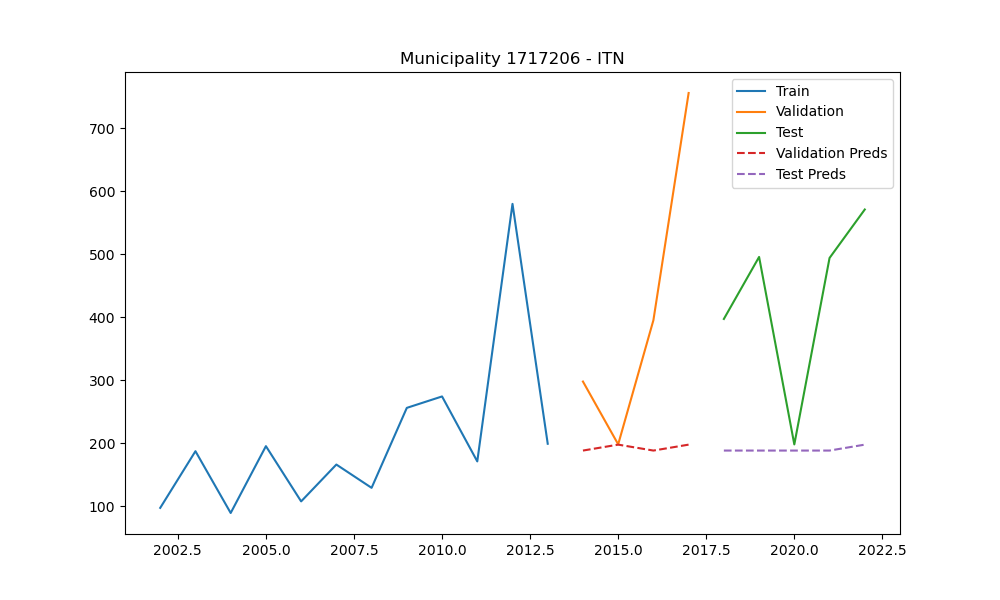 Municipality 1717206 - ITN
Train
Validation
Test
Validation Preds
Test Preds
700
600
500
400
300
200
100
2002.5 2005.0 2007.5 2010.0 2012.5 2015.0 2017.5 2020.0 2022.5